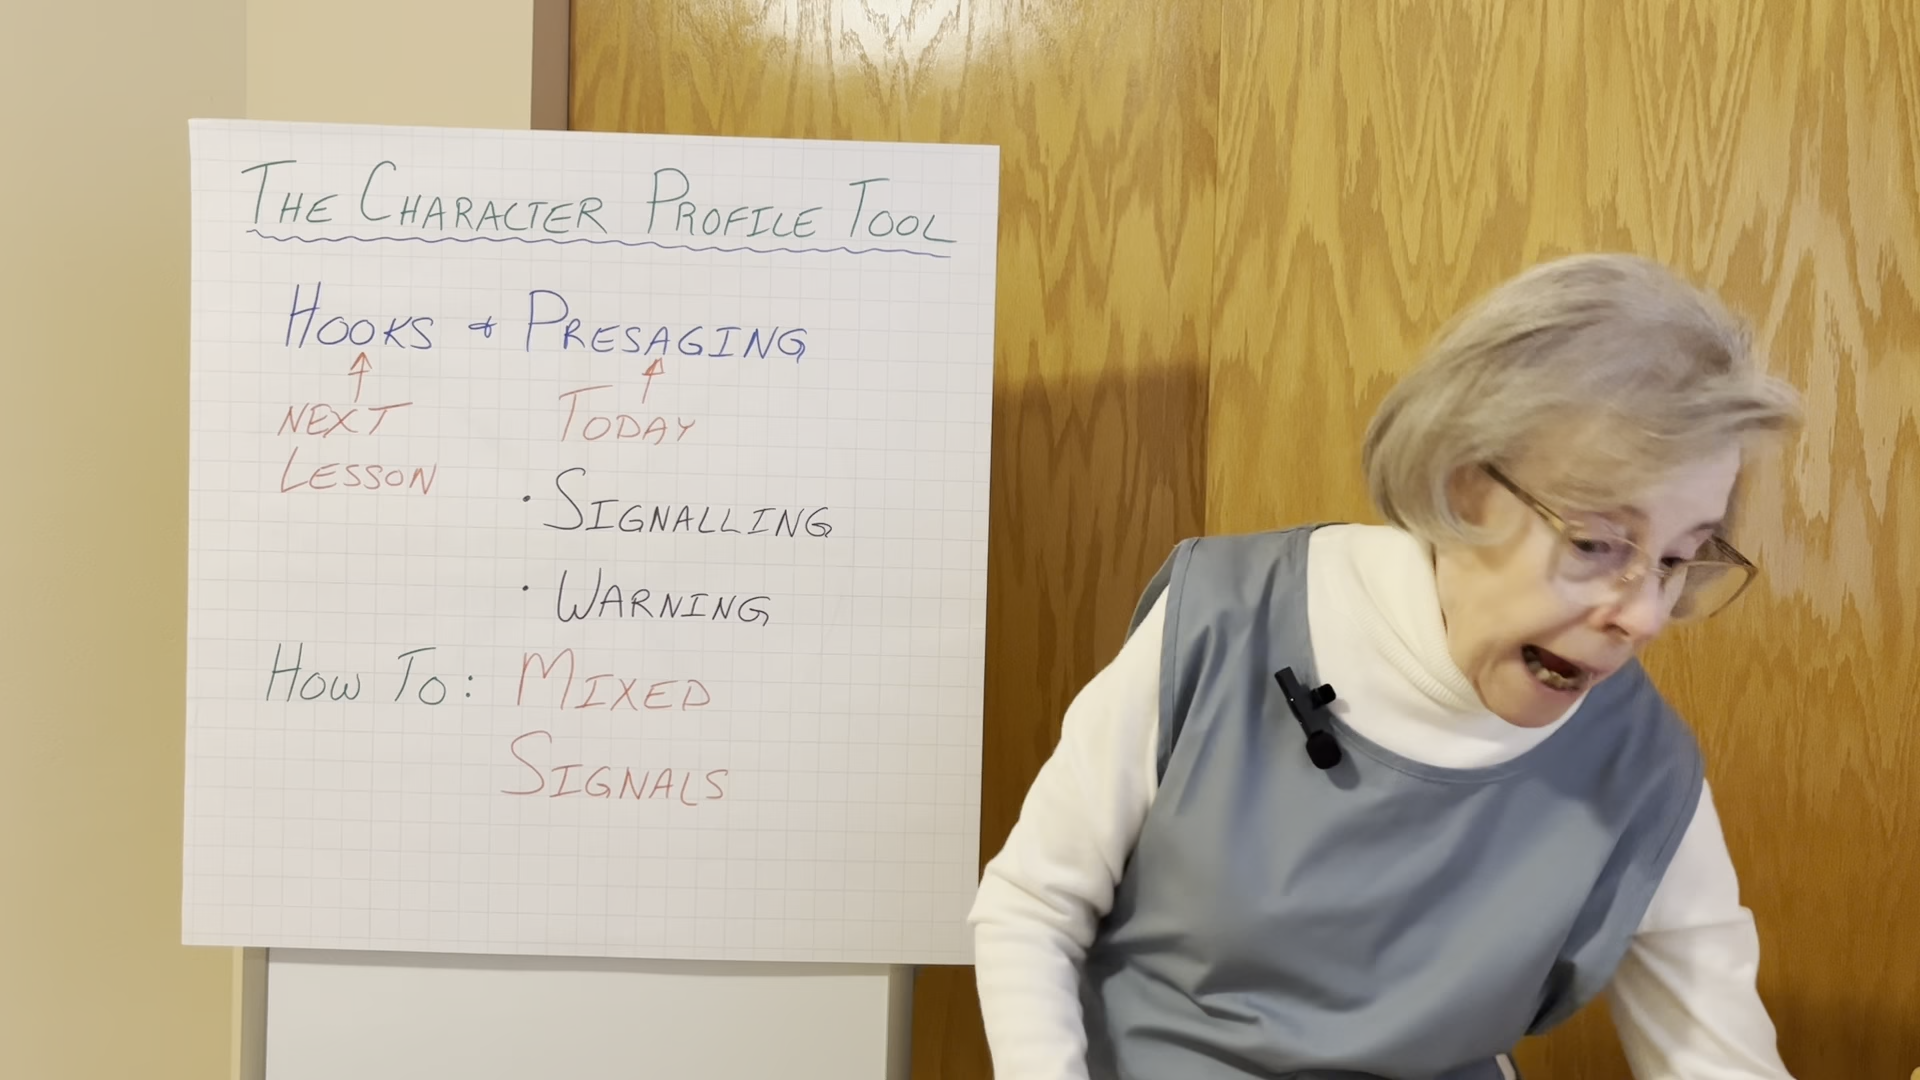 THE CHARACTER PROFILE TOOL
HOOKS & PRESAGING
NEXT
LESSON
TODAY
• SIGNALLING
• WARNING
HOW TO: MIXED
SIGNALS